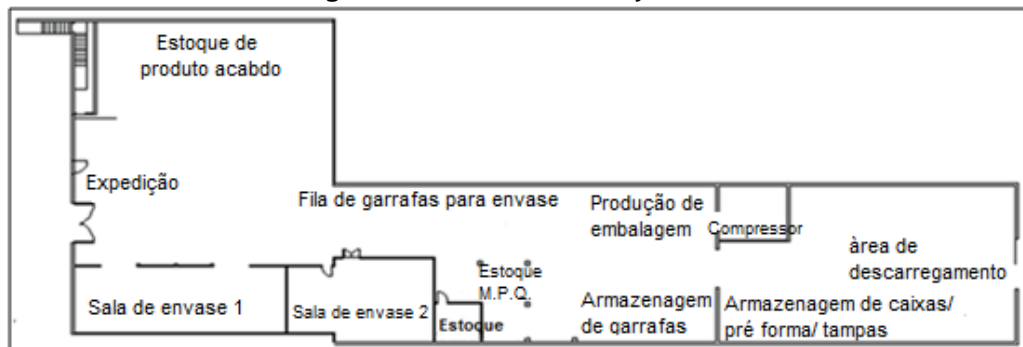 Estoque de
produto acabdo
Expedição
Fila de garrafas para envase
Produção de
embalagem
Compressor
àrea de
descarregamento
Estoque
M.P.Q.
Sala de envase 1
Sala de envase 2
Estoque
Armazenagem
de garrafas
Armazenagem de caixas/
pré forma/ tampas